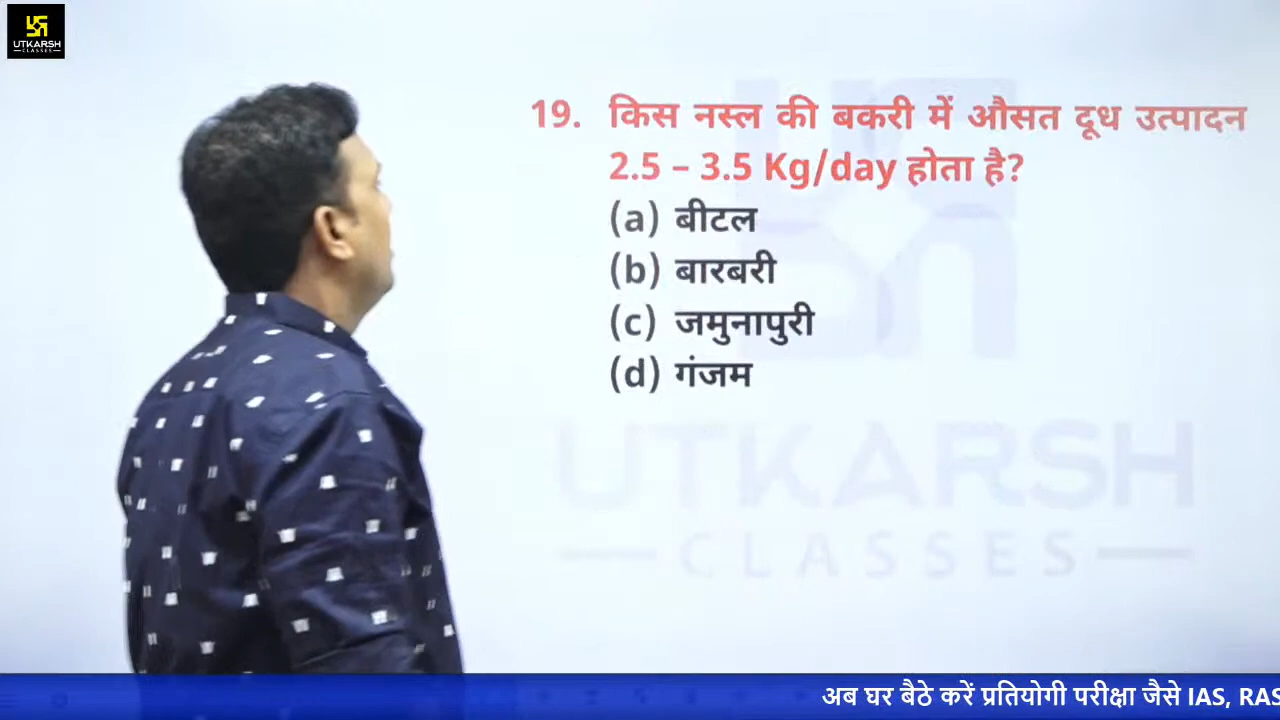 UTKARSH
CLASSES
19. किस नस्ल की बकरी में औसत दूध उत्पादन
2.5 – 3.5 Kg/day होता है?
(a) बीटल
(b) बारबरी
(c) जमुनापुरी
(d) गंजम
UTKARSH
CLASSES
अब घर बैठे करें प्रतियोगी परीक्षा जैसे IAS, RAS